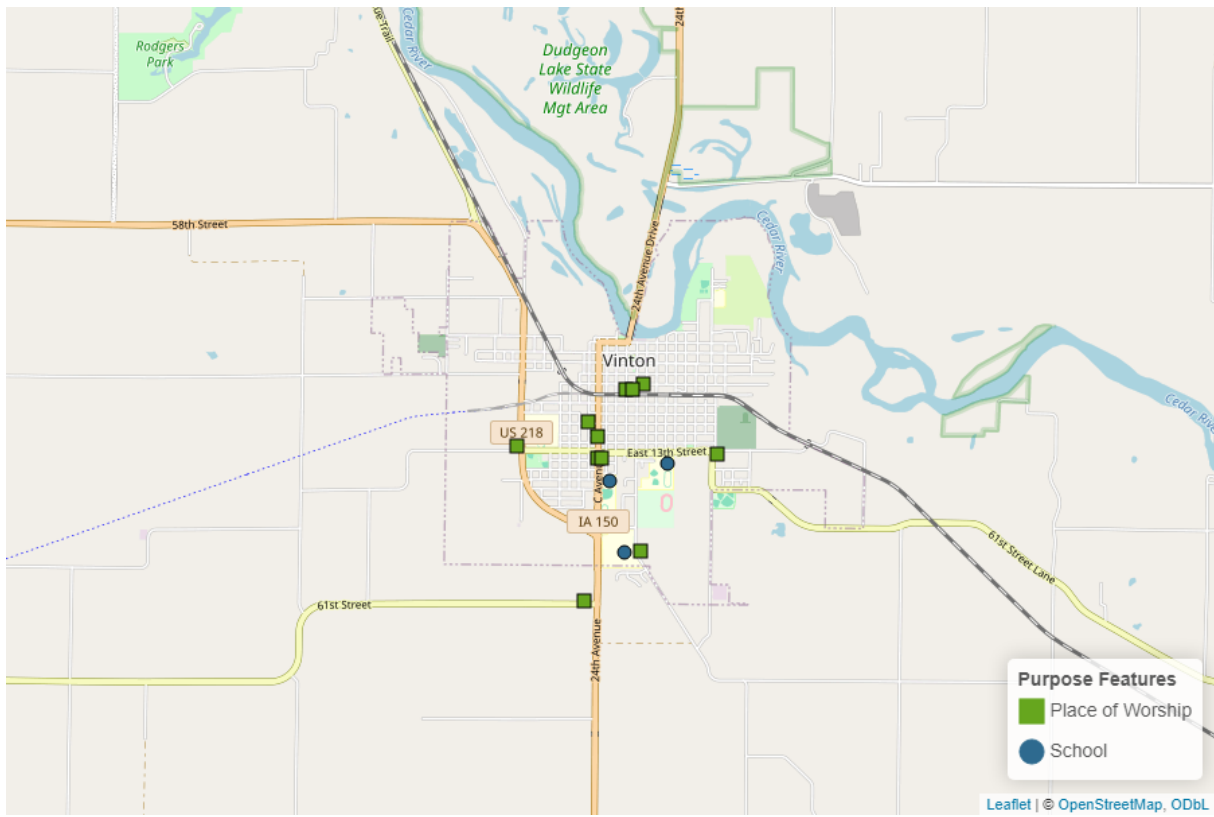 Rodgers
Park
ue Trail
Cedar River
Dudgeon
Lake State
Wildlife
Mgt Area
24th
58th Street
24th Avenue Drive
Cedar River
Vinton
Cedar River
US 218
East 13th Street
C Avenue
IA 150
61st Street Lane
61st Street
24th Avenue
Purpose Features
Place of Worship
School
Leaflet | © OpenStreetMap, ODbL